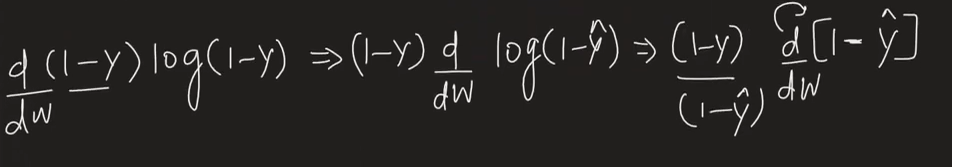 d/dw (1-y) log(1-y) ⇒ (1-y) d/dw log(1-ŷ) ⇒ (1-y)/(1-ŷ) d/dw [1-ŷ]